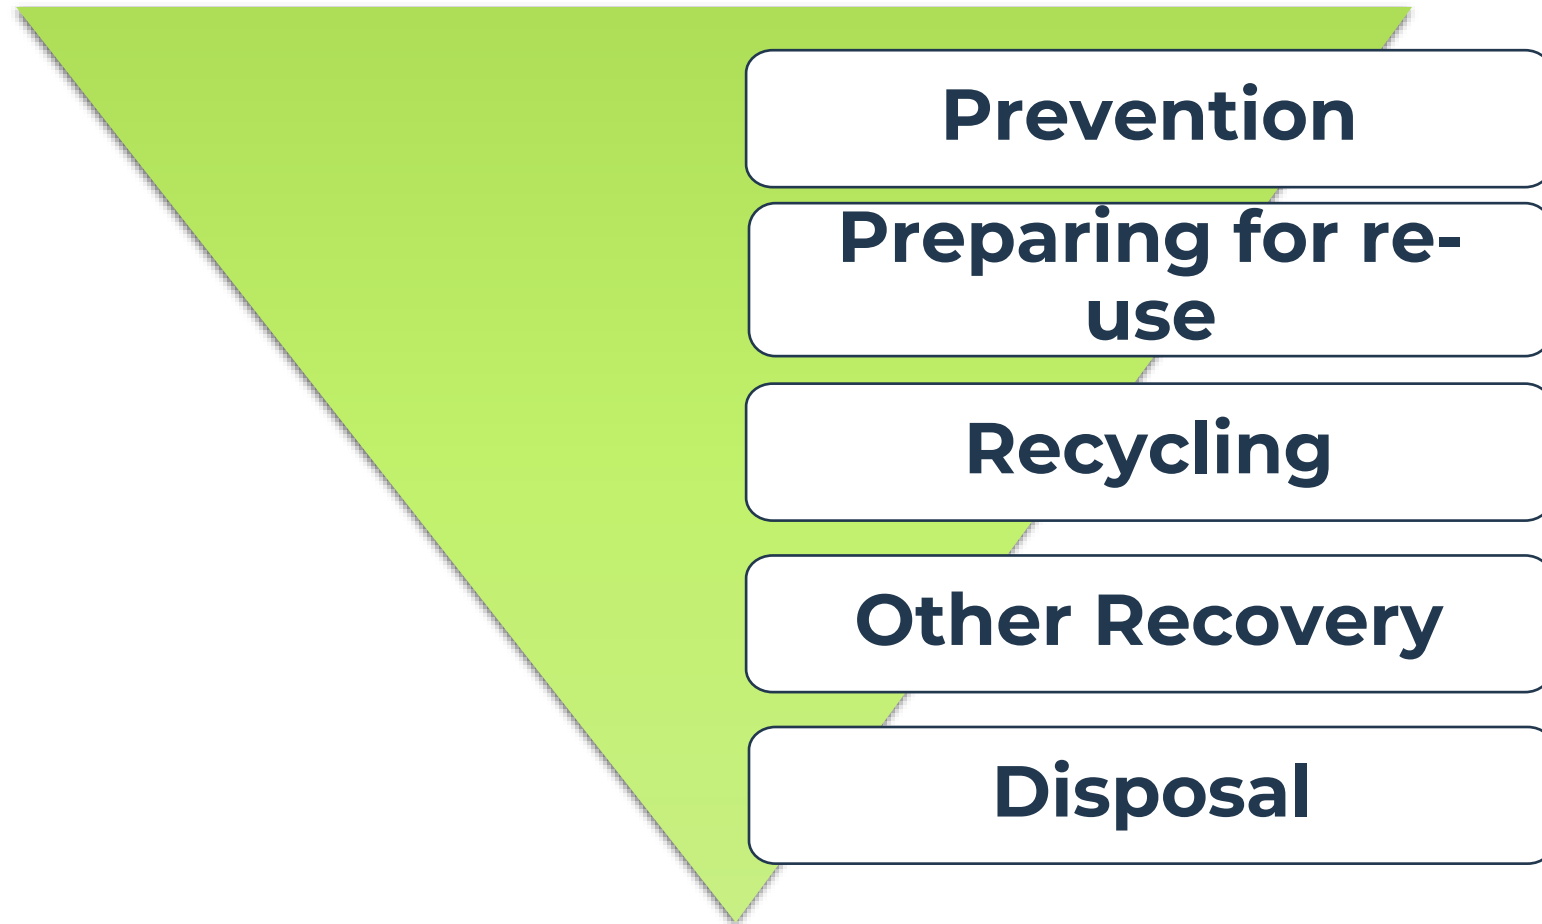 Prevention
Preparing for re-
use
Recycling
Other Recovery
Disposal